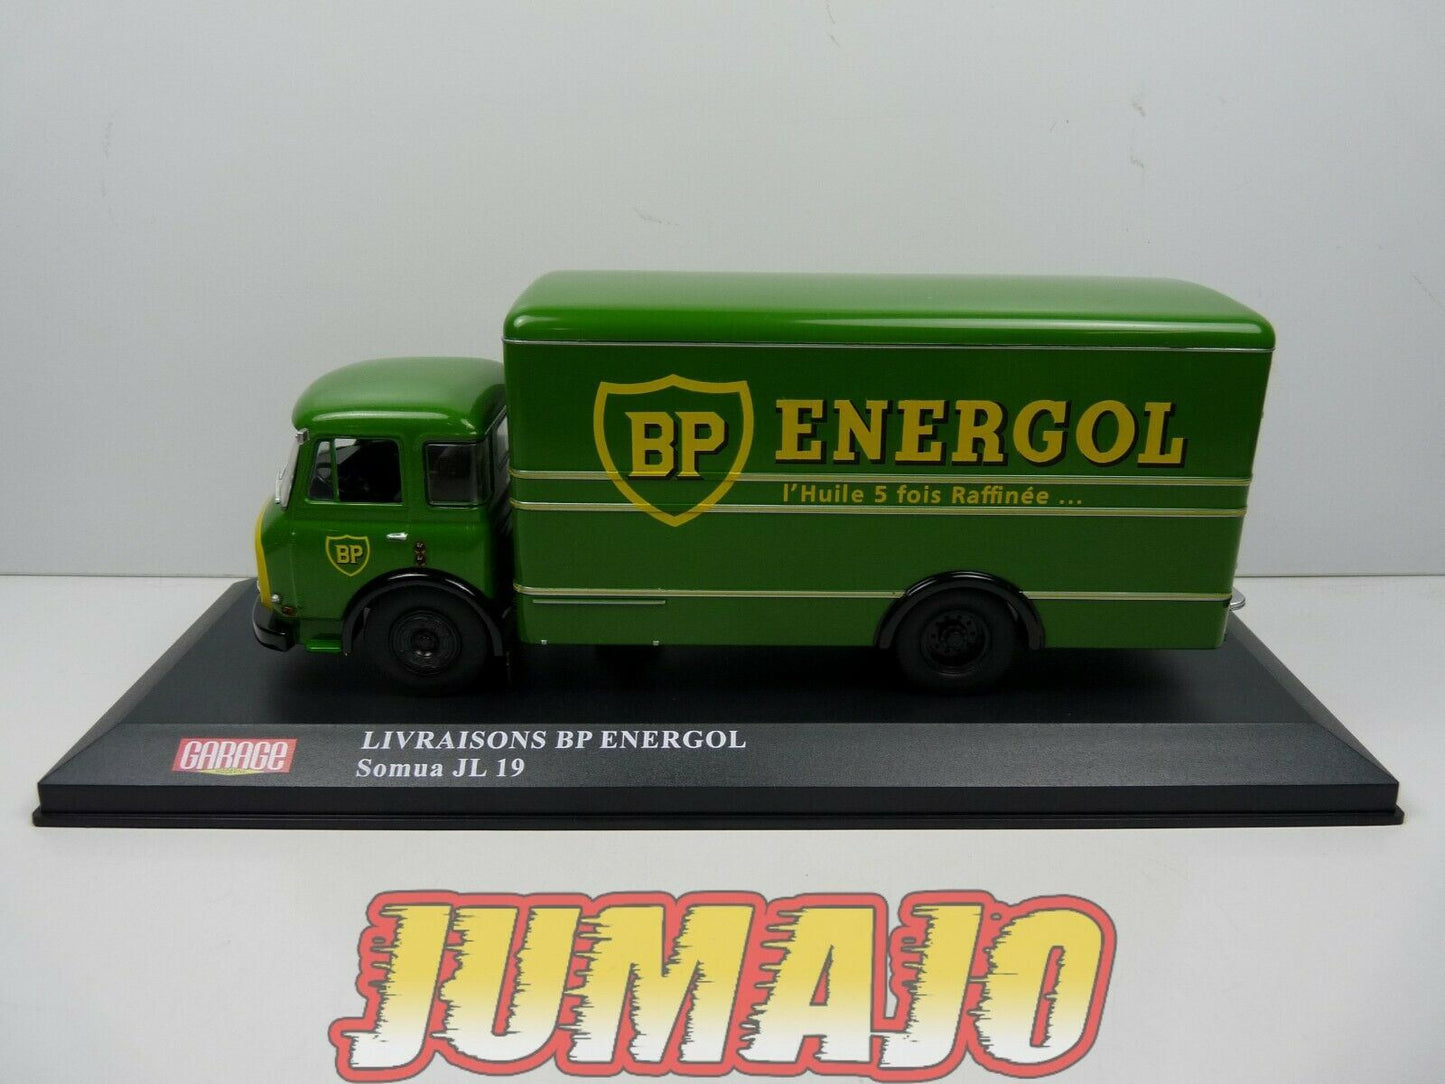 BP ENERGOL
l'Huile 5 fois Raffinée ...
BP
GARAGE
LIVRAISONS BP ENERGOL
Somua JL 19
JUMAJO